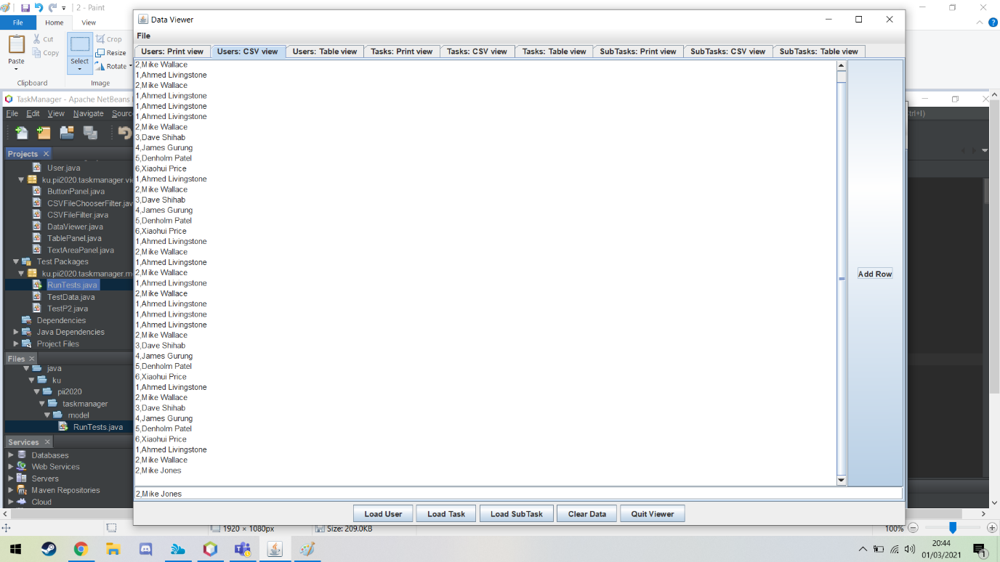 2 - Paint
File Home View
Cut
Copy
Paste
Clipboard
Crop
Resize
Rotate
Select
Image
TaskManager - Apache NetBeans
File Edit View Navigate Sourc
trl+I)
Projects
User.java
ku.pii2020.taskmanager.vie
ButtonPanel.java
CSVFileChooserFilter.jav
CSVFileFilter.java
DataViewer.java
TablePanel.java
TextAreaPanel.java
Test Packages
ku.pii2020.taskmanager.m
RunTests.java
TestData.java
TestP2.java
Dependencies
Java Dependencies
Project Files
Files
java
ku
pii2020
taskmanager
model
RunTests.java
Services
Databases
Web Services
Servers
Maven Repositories
Cloud
Data Viewer
File
Users: Print view Users: CSV view Users: Table view Tasks: Print view Tasks: CSV view Tasks: Table view SubTasks: Print view SubTasks: CSV view SubTasks: Table view
2,Mike Wallace
1,Ahmed Livingstone
2,Mike Wallace
1,Ahmed Livingstone
1,Ahmed Livingstone
1,Ahmed Livingstone
2,Mike Wallace
3,Dave Shihab
4,James Gurung
5,Denholm Patel
6,Xiaohui Price
1,Ahmed Livingstone
2,Mike Wallace
3,Dave Shihab
4,James Gurung
5,Denholm Patel
6,Xiaohui Price
1,Ahmed Livingstone
2,Mike Wallace
1,Ahmed Livingstone
2,Mike Wallace
1,Ahmed Livingstone
2,Mike Wallace
1,Ahmed Livingstone
1,Ahmed Livingstone
1,Ahmed Livingstone
2,Mike Wallace
3,Dave Shihab
4,James Gurung
5,Denholm Patel
6,Xiaohui Price
1,Ahmed Livingstone
2,Mike Wallace
3,Dave Shihab
4,James Gurung
5,Denholm Patel
6,Xiaohui Price
1,Ahmed Livingstone
2,Mike Wallace
2,Mike Jones
Add Row
2,Mike Jones
Load User Load Task Load SubTask Clear Data Quit Viewer
1920 × 1080px Size: 209.0KB 100%
20:44
01/03/2021
1